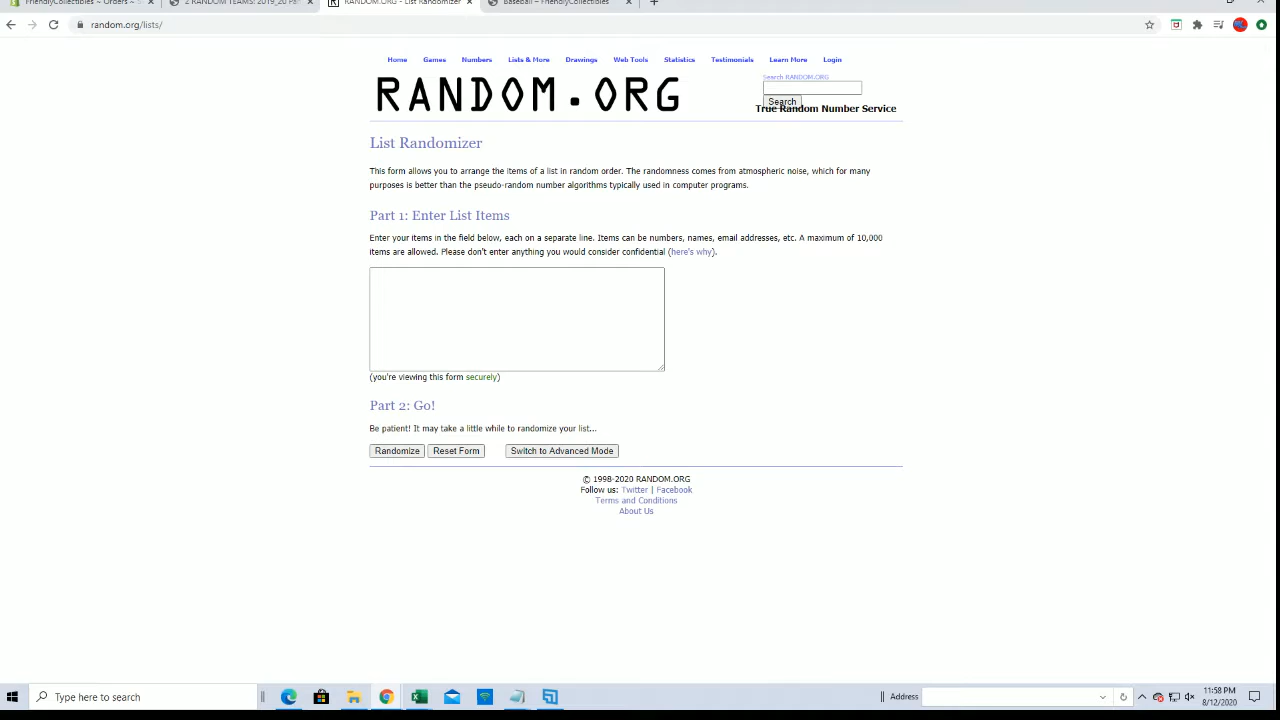 FriendlyCollectibles ~ Orders ~
2 RANDOM TEAMS: 2019_20 Pan
RANDOM.ORG - List Randomizer
Baseball – FriendlyCollectibles
random.org/lists/
Home Games Numbers Lists & More Drawings Web Tools Statistics Testimonials Learn More Login
RANDOM.ORG
Search RANDOM.ORG
Search
True Random Number Service
List Randomizer
This form allows you to arrange the items of a list in random order. The randomness comes from atmospheric noise, which for many
purposes is better than the pseudo-random number algorithms typically used in computer programs.
Part 1: Enter List Items
Enter your items in the field below, each on a separate line. Items can be numbers, names, email addresses, etc. A maximum of 10,000
items are allowed. Please don't enter anything you would consider confidential (here's why).
(you're viewing this form securely)
Part 2: Go!
Be patient! It may take a little while to randomize your list...
Randomize Reset Form Switch to Advanced Mode
© 1998-2020 RANDOM.ORG
Follow us: Twitter | Facebook
Terms and Conditions
About Us
Type here to search
Address
11:58 PM
8/12/2020